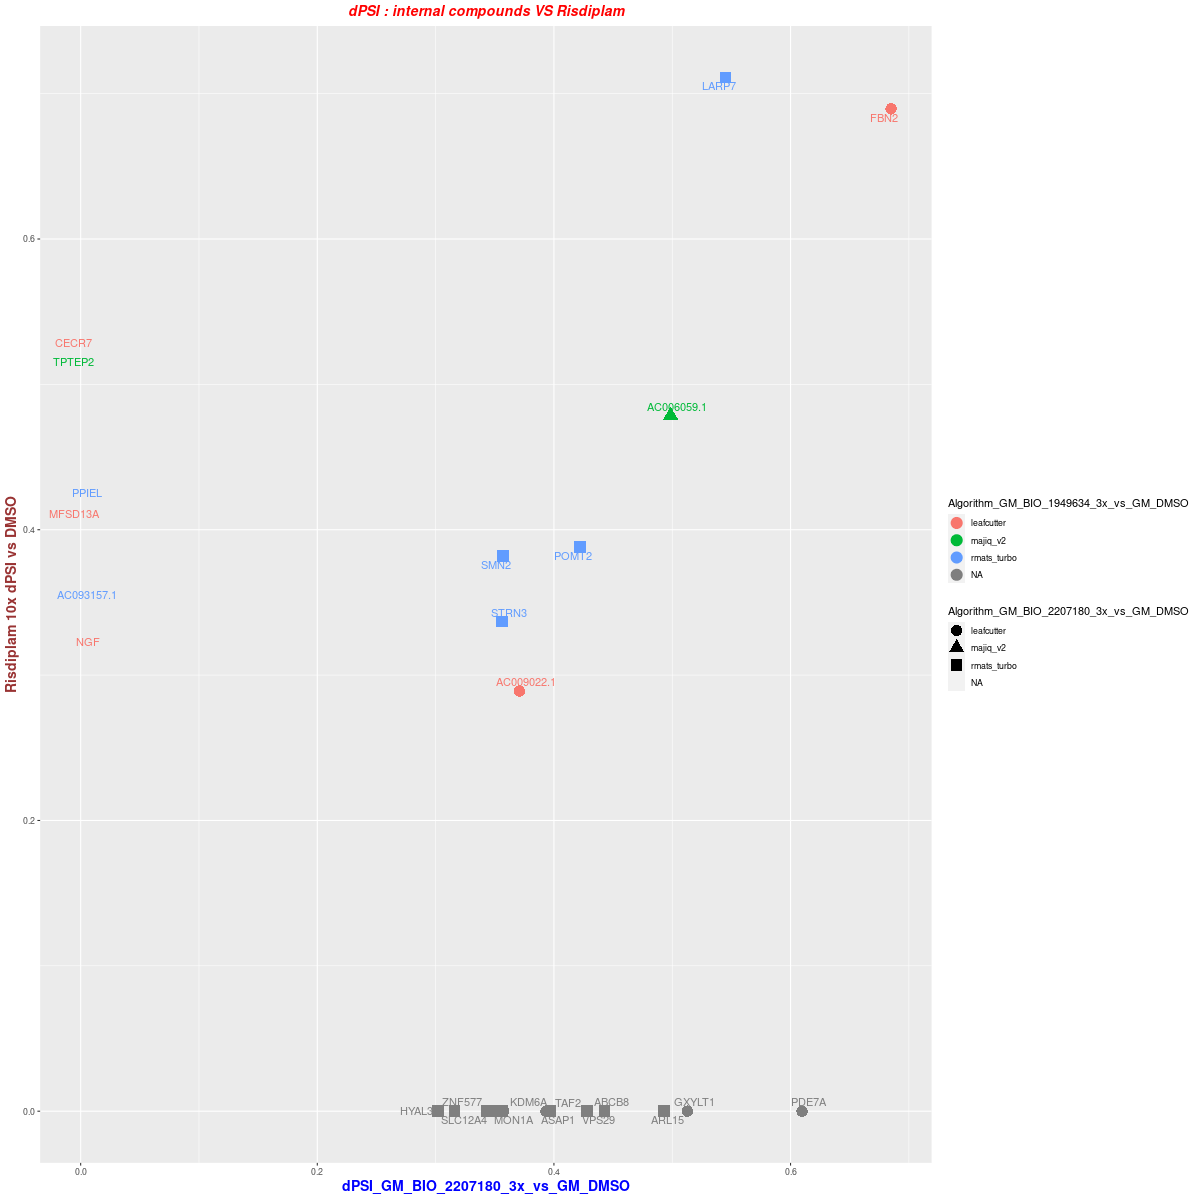 dPSI : internal compounds VS Risdiplam
LARP7
FBN2
0.6
CECR7
TPTEP2
AC006059.1
PPIEL
MFSD13A
0.4
POMT2
SMN2
AC093157.1
STRN3
NGF
AC009022.1
0.2
ZNF577
KDM6A
TAF2
ABCB8
GXYLT1
PDE7A
0.0
HYAL3
SLC12A4
MON1A
ASAP1
VPS29
ARL15
0.0
0.2
0.4
0.6
dPSI_GM_BIO_2207180_3x_vs_GM_DMSO
Risdiplam 10x dPSI vs DMSO
Algorithm_GM_BIO_1949634_3x_vs_GM_DMSO
leafcutter
majiq_v2
rmats_turbo
NA
Algorithm_GM_BIO_2207180_3x_vs_GM_DMSO
leafcutter
majiq_v2
rmats_turbo
NA